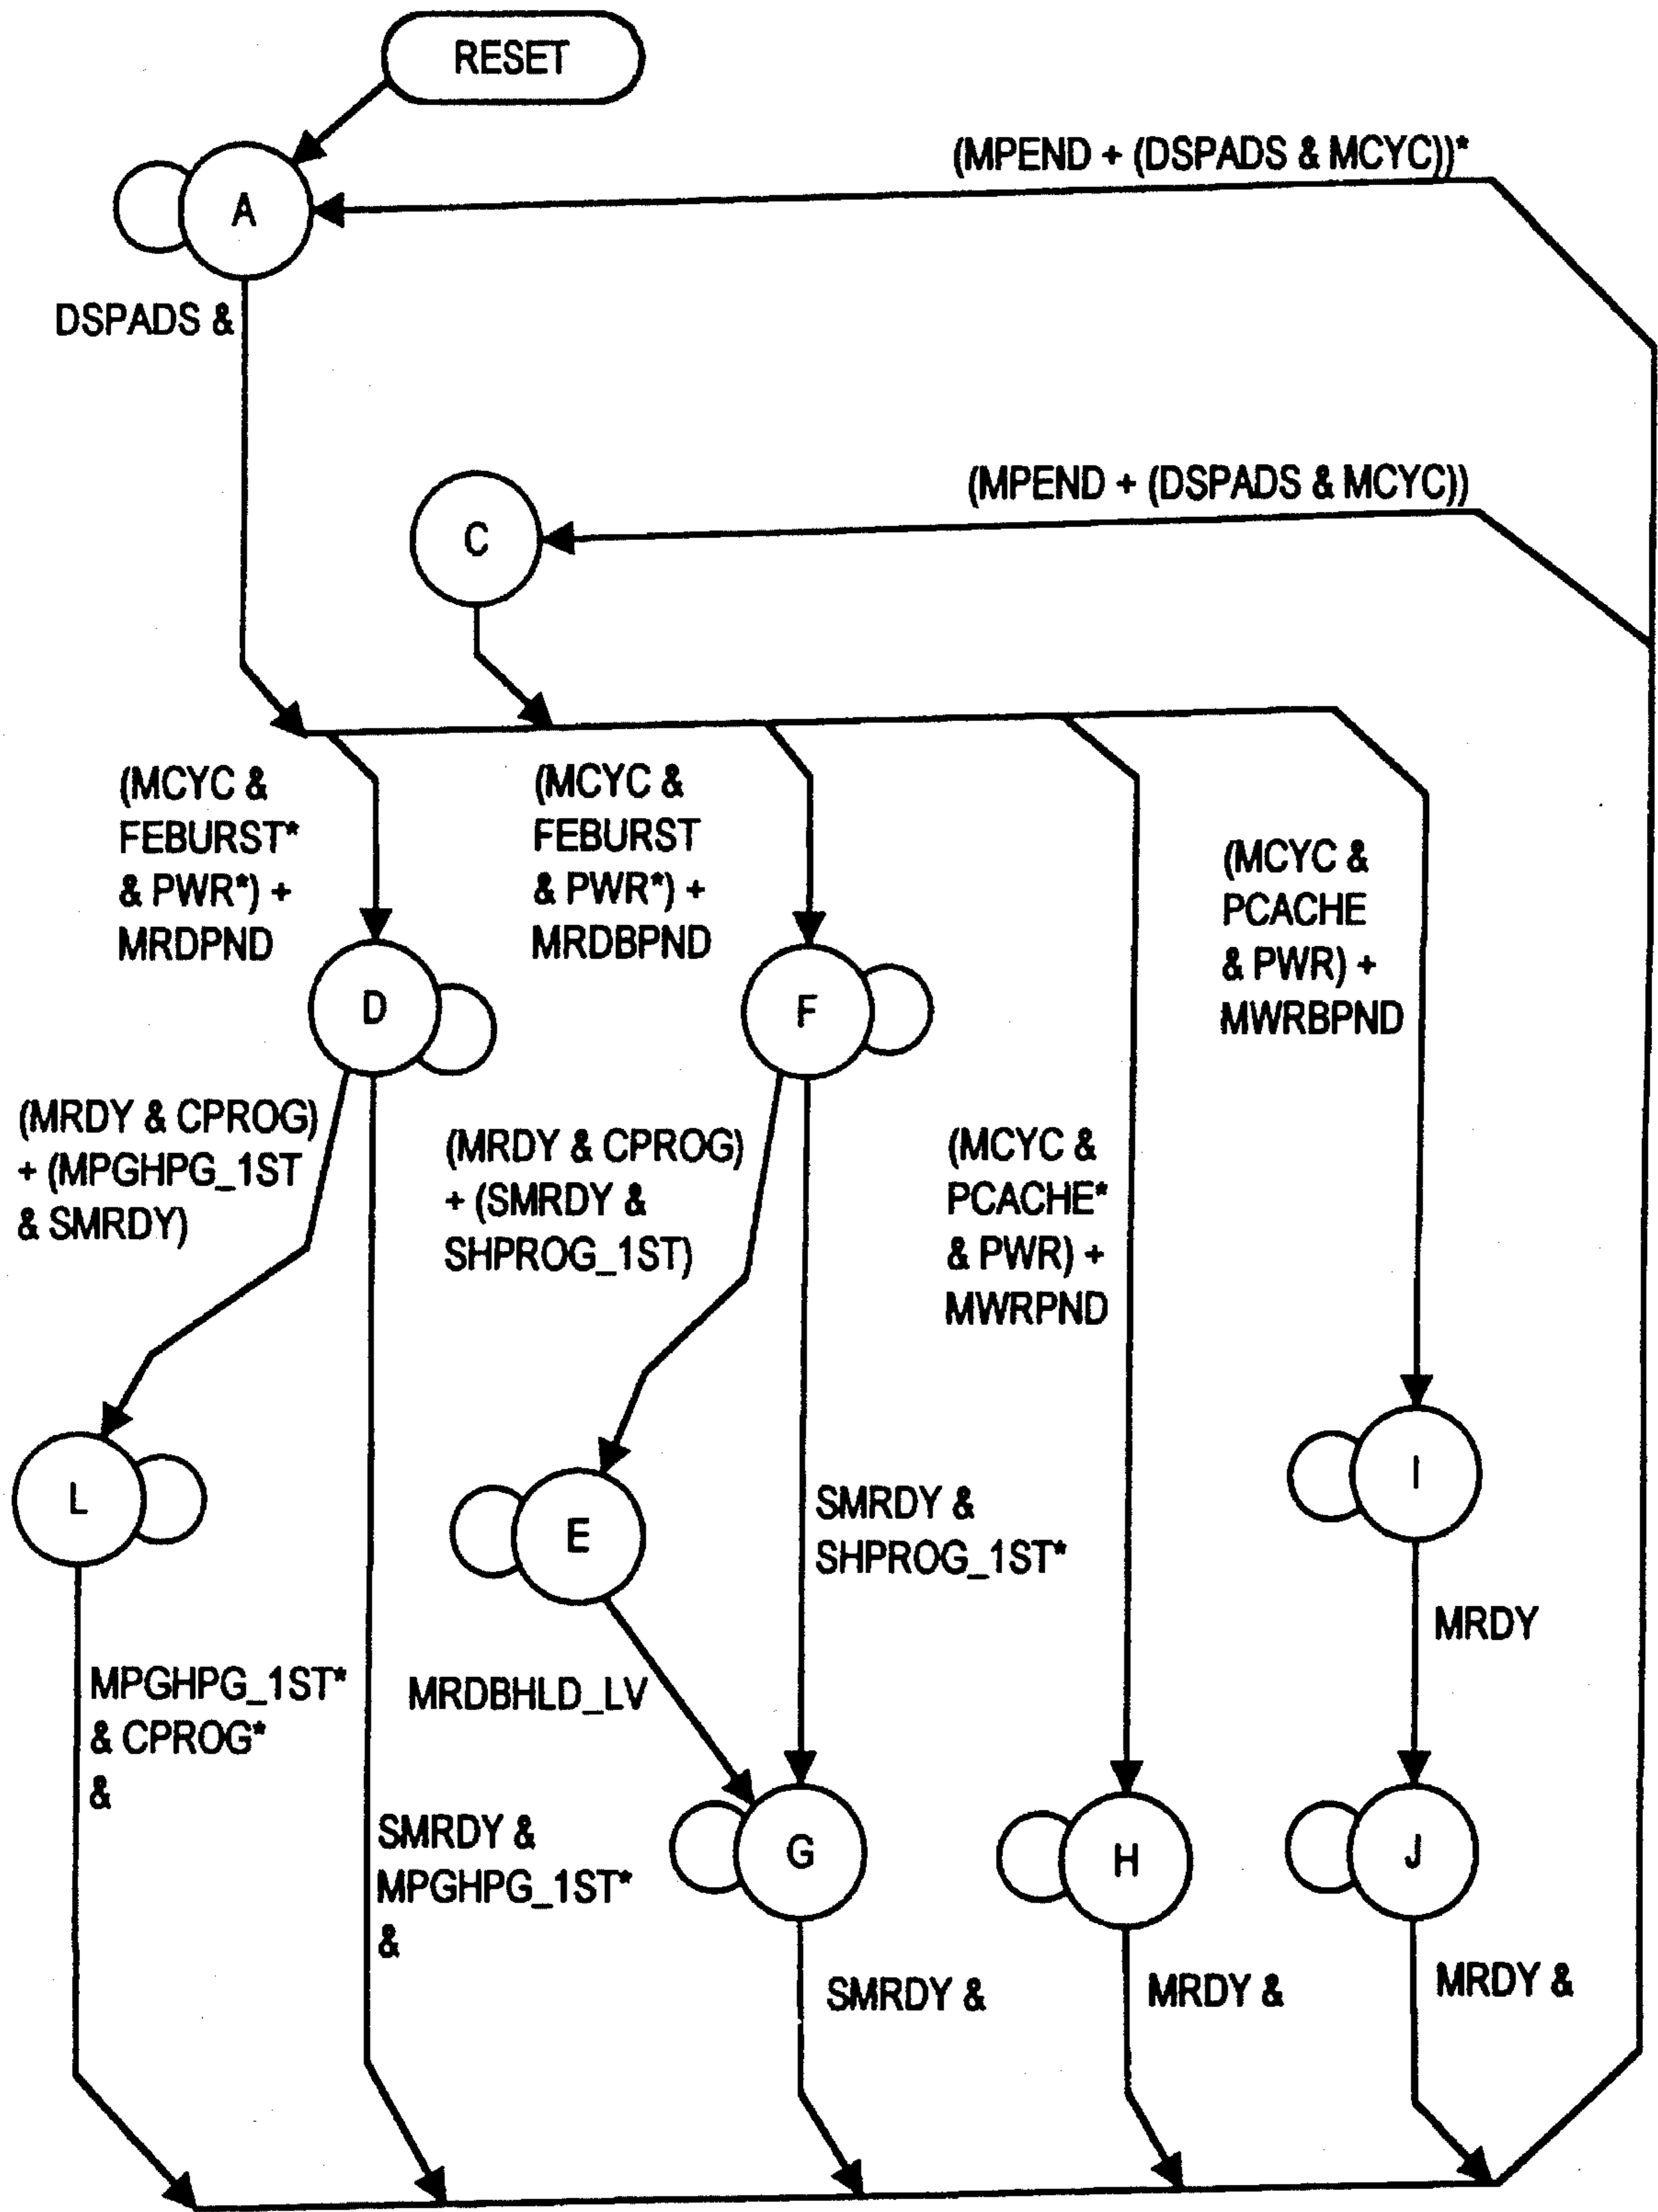 RESET
(MPEND + (DSPADS & MCYC))*
A
DSPADS &
(MPEND + (DSPADS & MCYC))
C
(MCYC &
FEBURST*
& PWR*) +
MRDPND
(MCYC &
FEBURST
& PWR*) +
MRDBPND
(MCYC &
PCACHE
& PWR) +
MWRBPND
D
F
(MRDY & CPROG)
+ (MPGHPG_1ST
& SMRDY)
(MRDY & CPROG)
+ (SMRDY &
SHPROG_1ST)
(MCYC &
PCACHE*
& PWR) +
MWRPND
L
E
I
SMRDY &
SHPROG_1ST*
MRDY
MPGHPG_1ST*
& CPROG*
&
MRDBHLD_LV
SMRDY &
MPGHPG_1ST*
&
G
H
J
SMRDY &
MRDY &
MRDY &